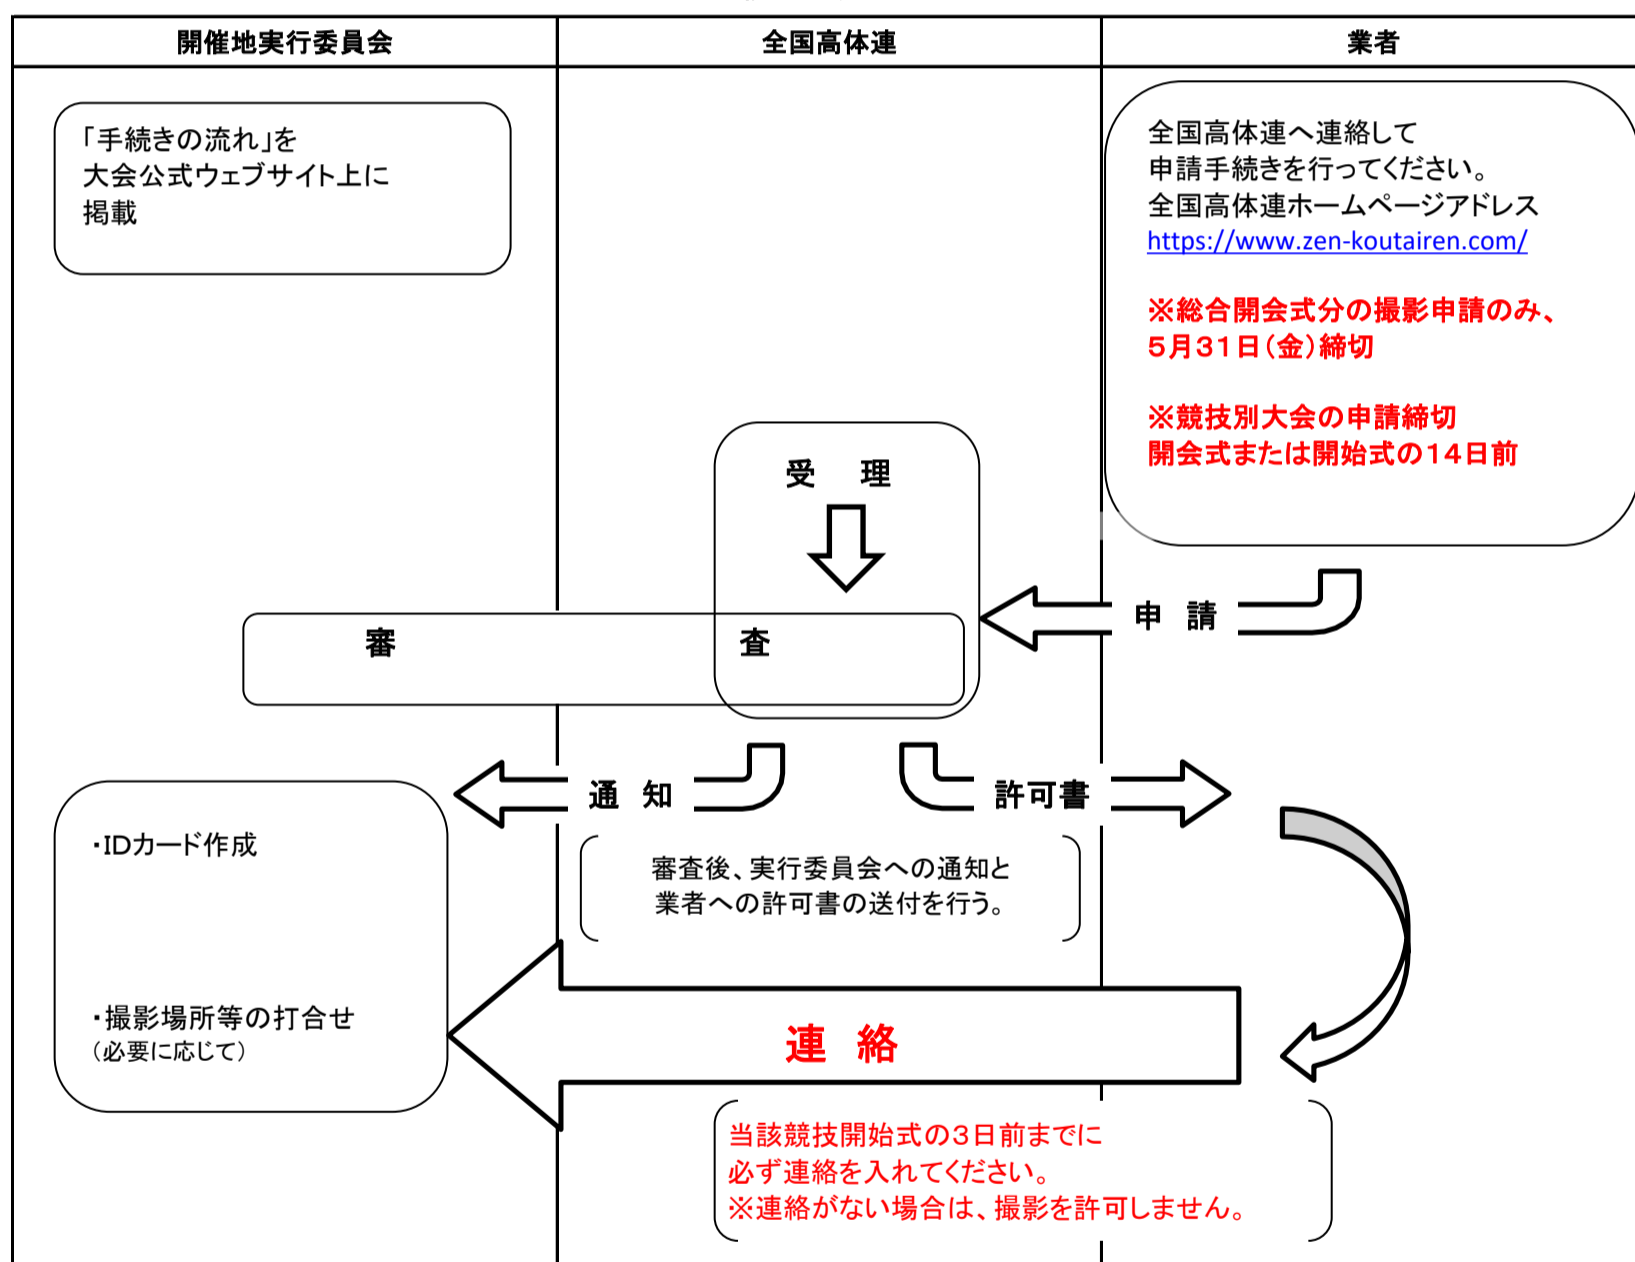 開催地実行委員会
全国高体連
業者
「手続きの流れ」を
大会公式ウェブサイト上に
掲載
全国高体連へ連絡して
申請手続きを行ってください。
全国高体連ホームページアドレス
https://www.zen-koutairen.com/
※総合開会式分の撮影申請のみ、
5月31日(金)締切
※競技別大会の申請締切
開会式または開始式の14日前
受 理
申 請
審 査
通 知
許可書
・IDカード作成
審査後、実行委員会への通知と
業者への許可書の送付を行う。
・撮影場所等の打合せ
(必要に応じて)
連 絡
当該競技開始式の3日前までに
必ず連絡を入れてください。
※連絡がない場合は、撮影を許可しません。